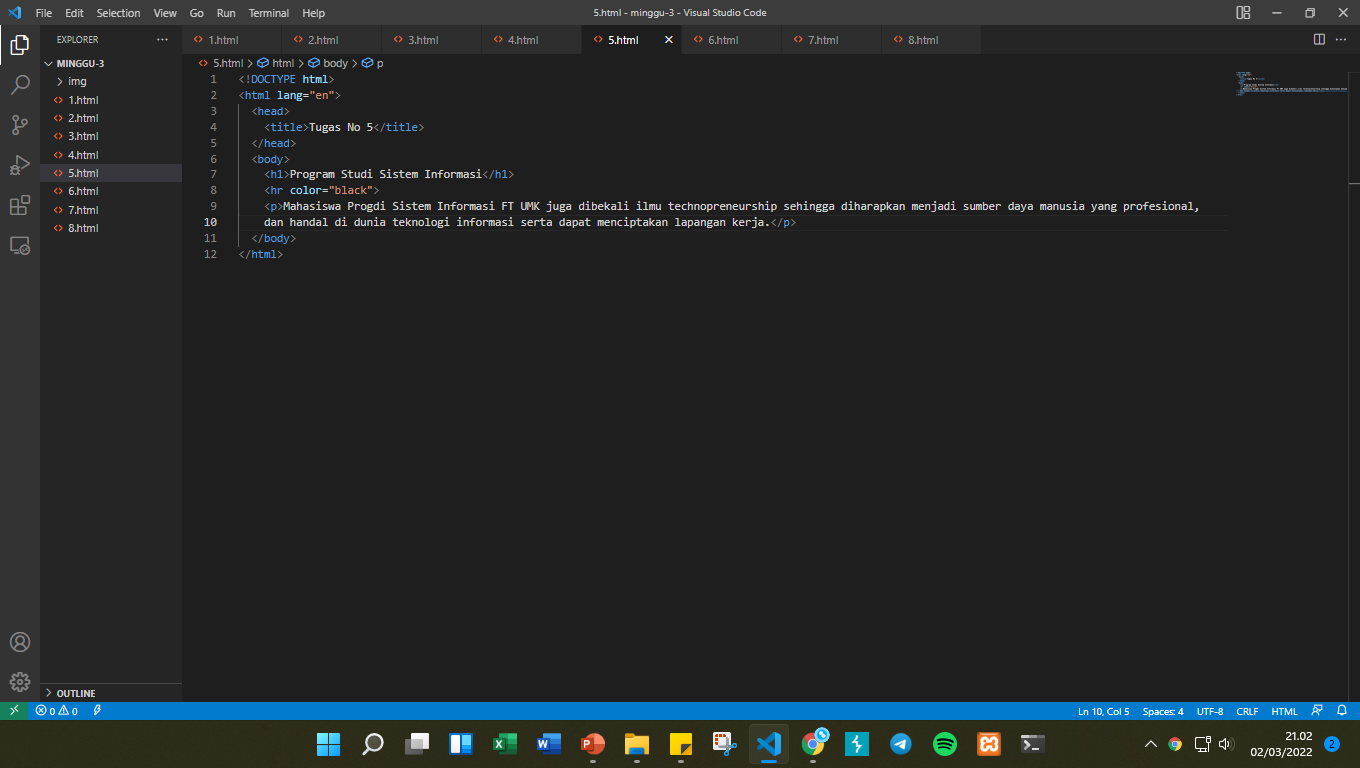 File Edit Selection View Go Run Terminal Help 5.html - minggu-3 - Visual Studio Code
EXPLORER ··· 1.html 2.html 3.html 4.html 5.html 6.html 7.html 8.html
MINGGU-3
img
1.html
2.html
3.html
4.html
5.html
6.html
7.html
8.html
5.html > html > body > p
1 <!DOCTYPE html>
2 <html lang="en">
3 <head>
4 <title>Tugas No 5</title>
5 </head>
6 <body>
7 <h1>Program Studi Sistem Informasi</h1>
8 <hr color="black">
9 <p>Mahasiswa Progdi Sistem Informasi FT UMK juga dibekali ilmu technopreneurship sehingga diharapkan menjadi sumber daya manusia yang profesional,
10 dan handal di dunia teknologi informasi serta dapat menciptakan lapangan kerja.</p>
11 </body>
12 </html>
OUTLINE
0 0 Ln 10, Col 5 Spaces: 4 UTF-8 CRLF HTML
21.02
02/03/2022
2